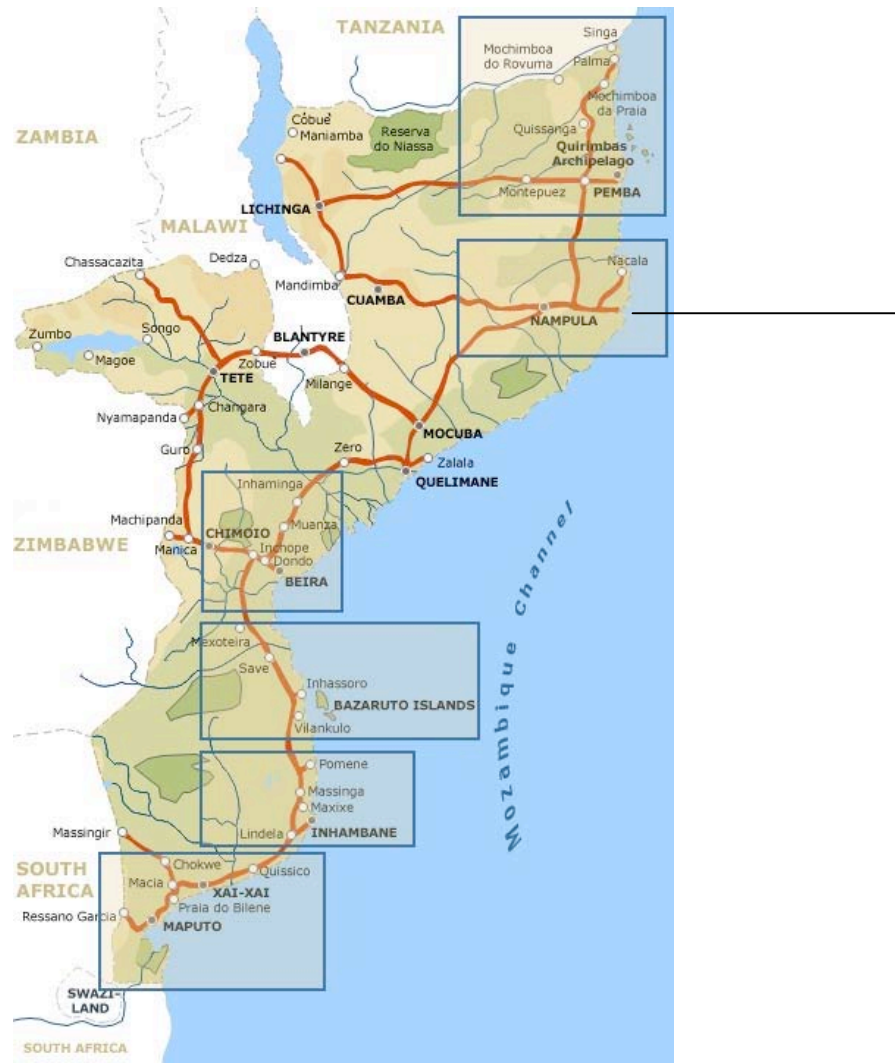 TANZANIA
Singa
Mochimboa
do Rovuma
Palma
Mochimboa
da Praia
Cóbuè
Maniamba
Reserva
do Niassa
Quissanga
ZAMBIA
Quirimbas
Archipelago
Montepuez
PEMBA
LICHINGA
MALAWI
Chassacazita
Dedza
Mandimba
Nacala
CUAMBA
NAMPULA
Zumbo
Songo
BLANTYRE
Magoe
Zobuè
TETE
Milange
Nyamapanda
Changara
MOCUBA
Guro
Zero
Zalala
QUELIMANE
Inhaminga
Machipanda
CHIMOIO
Muanza
ZIMBABWE
Manica
Inchope
Dondo
BEIRA
Mozambique Channel
Mexoteira
Save
Inhassoro
BAZARUTO ISLANDS
Vilankulo
Pomene
Massinga
Maxixe
Massingir
Lindela
INHAMBANE
SOUTH
AFRICA
Chokwe
Quissico
Macia
XAI-XAI
Praia do Bilene
Ressano Garcia
MAPUTO
SWAZI-
LAND
SOUTH AFRICA